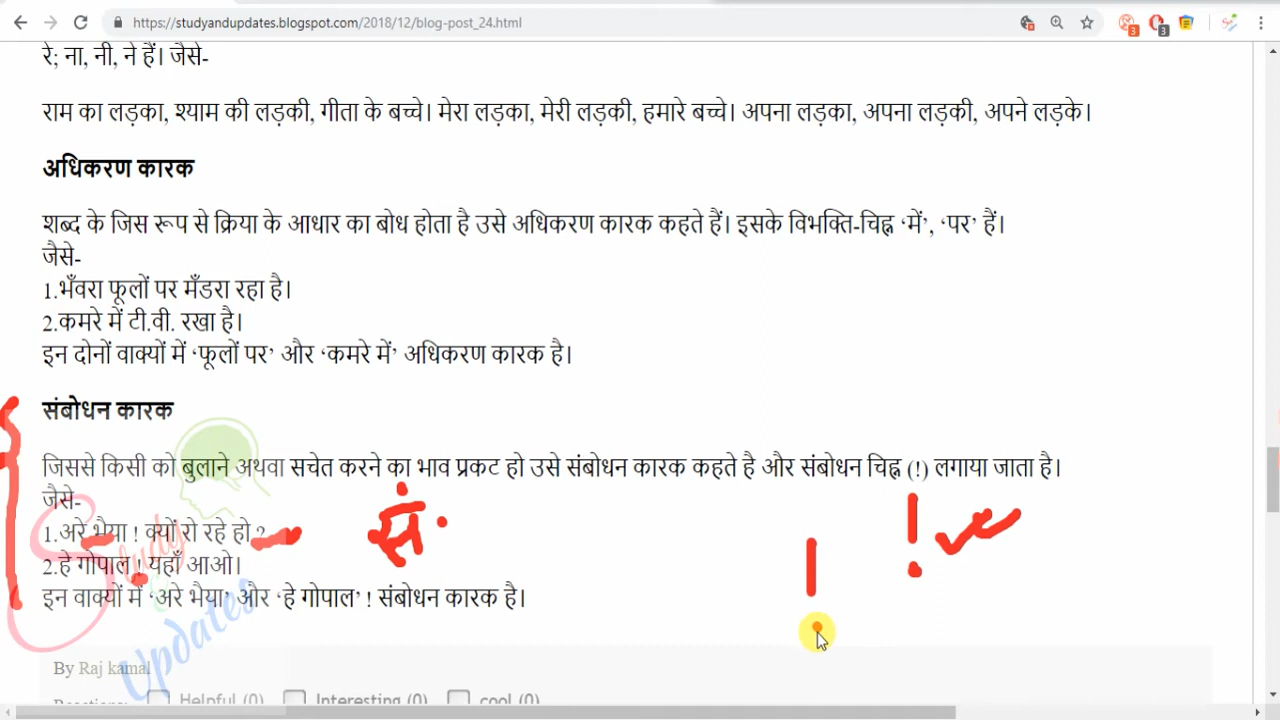 https://studyandupdates.blogspot.com/2018/12/blog-post_24.html
3
3
रे; ना, नी, ने हैं। जैसे-
राम का लड़का, श्याम की लड़की, गीता के बच्चे। मेरा लड़का, मेरी लड़की, हमारे बच्चे। अपना लड़का, अपना लड़की, अपने लड़के।
अधिकरण कारक
शब्द के जिस रूप से क्रिया के आधार का बोध होता है उसे अधिकरण कारक कहते हैं। इसके विभक्ति-चिह्न ‘में’, ‘पर’ हैं।
जैसे-
1.भँवरा फूलों पर मँडरा रहा है।
2.कमरे में टी.वी. रखा है।
इन दोनों वाक्यों में ‘फूलों पर’ और ‘कमरे में’ अधिकरण कारक है।
संबोधन कारक
जिससे किसी को बुलाने अथवा सचेत करने का भाव प्रकट हो उसे संबोधन कारक कहते है और संबोधन चिह्न (!) लगाया जाता है।
जैसे-
1.अरे भैया ! क्यों रो रहे हो ?
सं. !
2.हे गोपाल ! यहाँ आओ।
इन वाक्यों में ‘अरे भैया’ और ‘हे गोपाल’ ! संबोधन कारक है।
Study Updates
By Raj kamal
Reactions: Helpful (0) Interesting (0) cool (0)